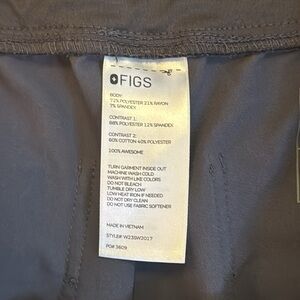 FIGS
BODY:
72% POLYESTER 21% RAYON
7% SPANDEX
CONTRAST 1:
88% POLYESTER 12% SPANDEX
CONTRAST 2:
60% COTTON 40% POLYESTER
100% AWESOME
TURN GARMENT INSIDE OUT
MACHINE WASH COLD
WASH WITH LIKE COLORS
DO NOT BLEACH
TUMBLE DRY LOW
LOW HEAT IRON IF NEEDED
DO NOT DRY CLEAN
DO NOT USE FABRIC SOFTENER
MADE IN VIETNAM
STYLE# W23SW2017
PO# 3609